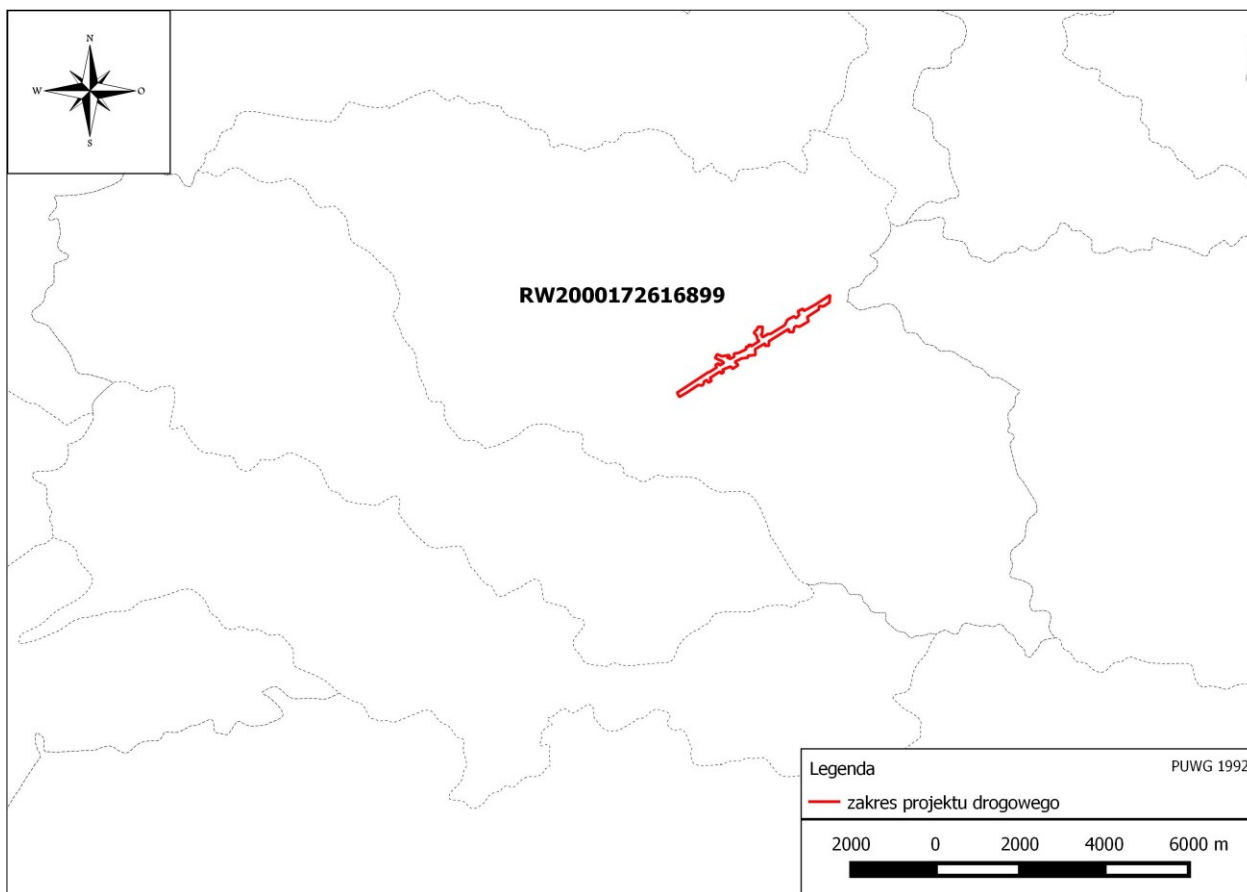 N
W O
S
RW2000172616899
Legenda PUWG 1992
zakres projektu drogowego
2000 0 2000 4000 6000 m